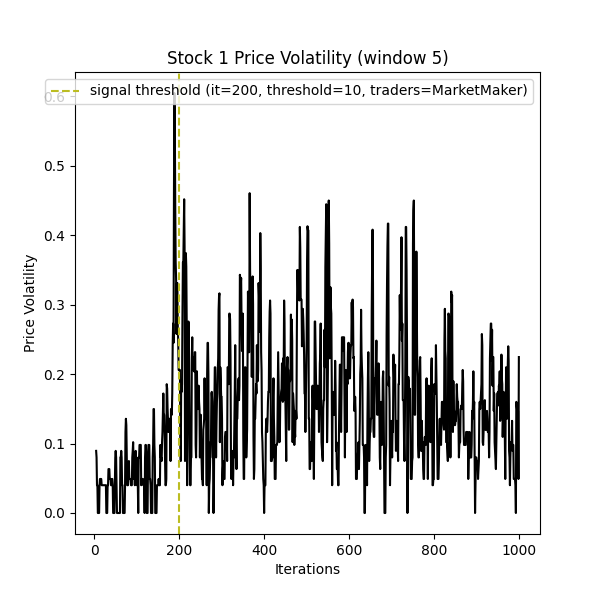 Stock 1 Price Volatility (window 5)
signal threshold (it=200, threshold=10, traders=MarketMaker)
0.6
0.5
0.4
0.3
0.2
0.1
0.0
Price Volatility
0 200 400 600 800 1000
Iterations